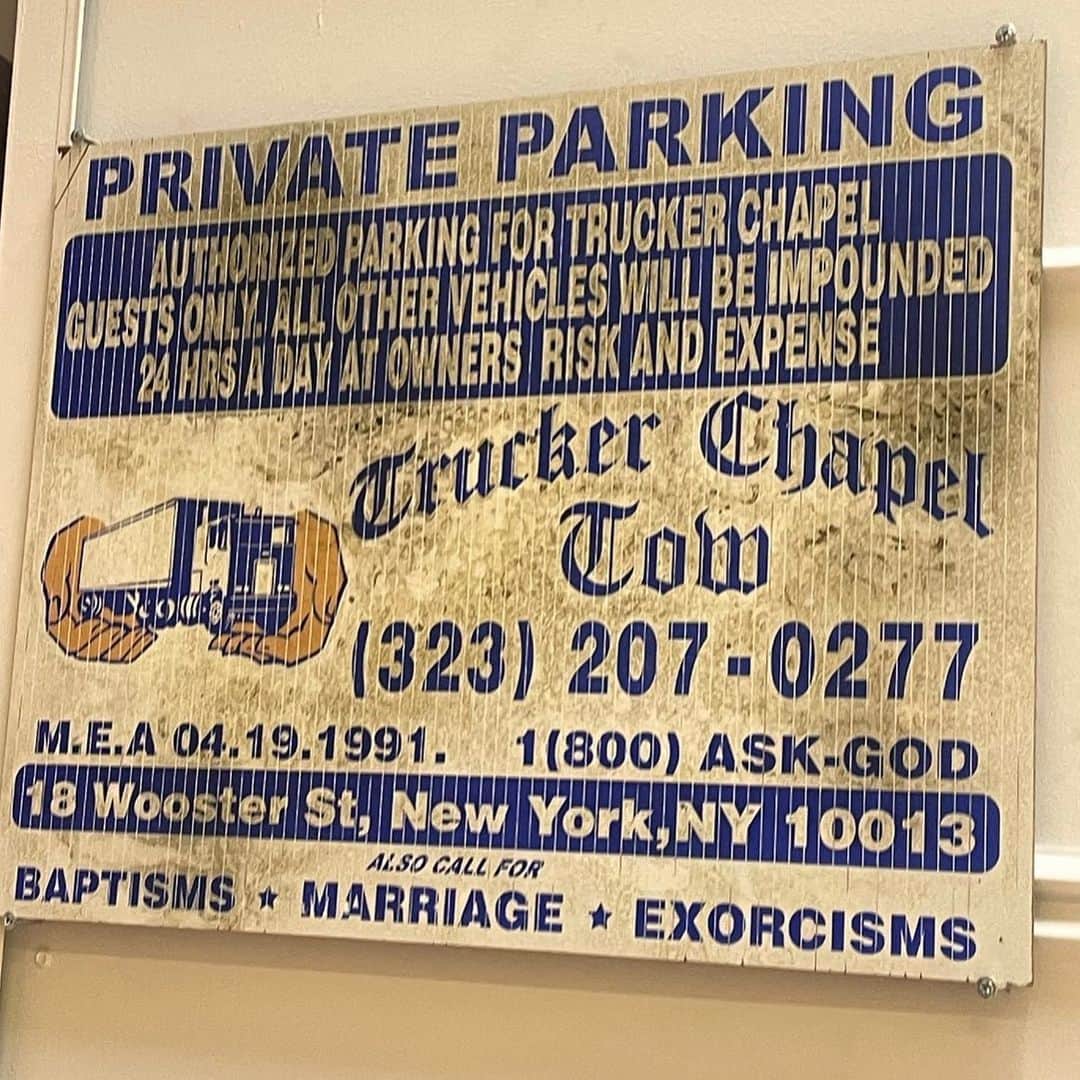 PRIVATE PARKING
AUTHORIZED PARKING FOR TRUCKER CHAPEL
GUESTS ONLY. ALL OTHER VEHICLES WILL BE IMPOUNDED
24 HRS A DAY AT OWNERS RISK AND EXPENSE
Trucker Chapel
Tow
(323) 207-0277
M.E.A 04.19.1991. 1(800) ASK-GOD
18 Wooster St, New York,NY 10013
ALSO CALL FOR
BAPTISMS ★ MARRIAGE ★ EXORCISMS